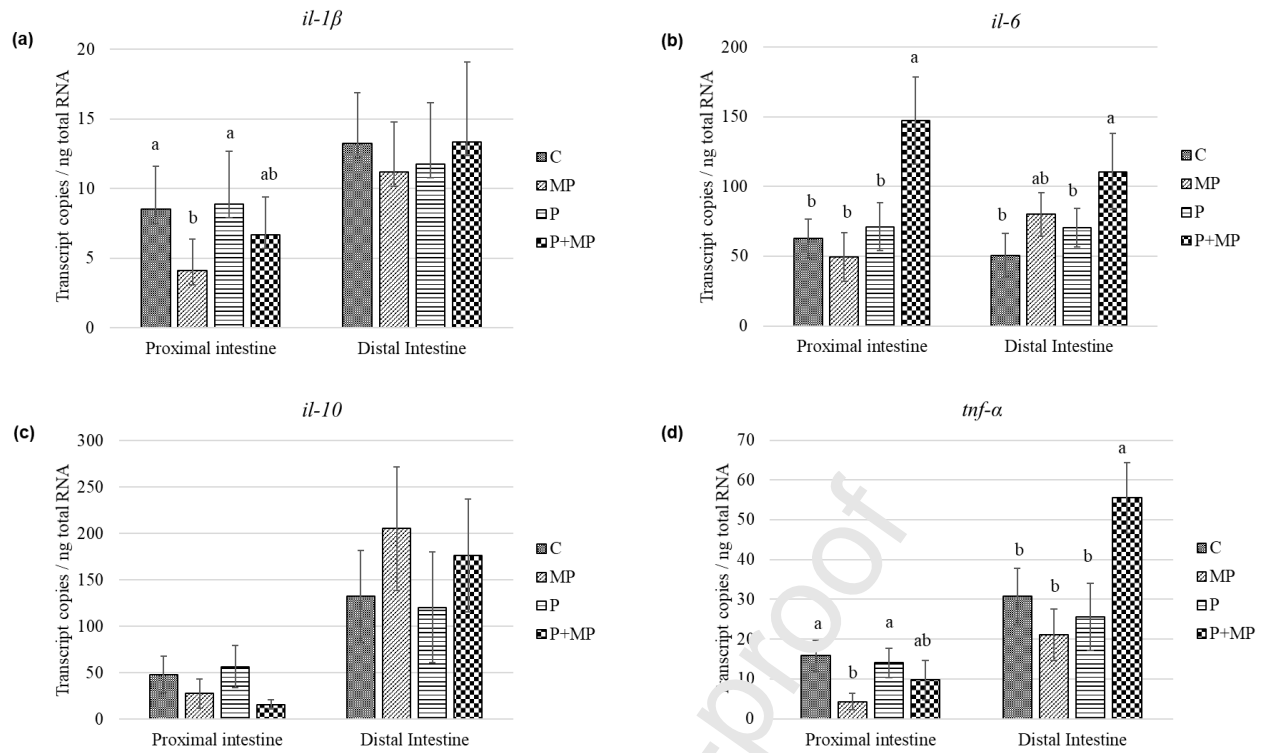 (a)
il-1β
Transcript copies / ng total RNA
20
15
10
5
0
a
b
a
ab
Proximal intestine
Distal Intestine
C
MP
P
P+MP
(b)
il-6
Transcript copies / ng total RNA
200
150
100
50
0
b
b
b
a
b
ab
b
a
Proximal intestine
Distal Intestine
C
MP
P
P+MP
(c)
il-10
Transcript copies / ng total RNA
300
250
200
150
100
50
0
Proximal intestine
Distal Intestine
C
MP
P
P+MP
(d)
tnf-α
Transcript copies / ng total RNA
70
60
50
40
30
20
10
0
a
b
a
ab
b
b
b
a
Proximal intestine
Distal Intestine
C
MP
P
P+MP
proof